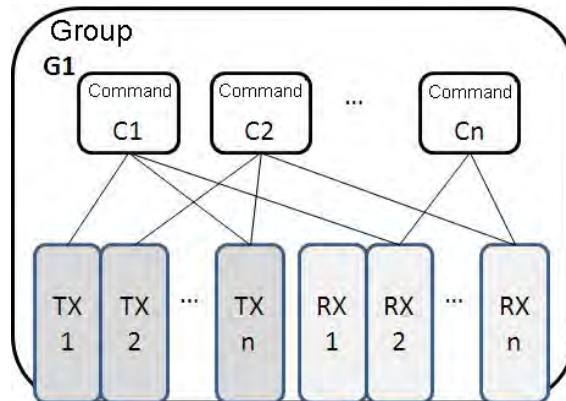 Group
G1
Command Command ... Command
C1 C2 Cn
TX TX ... TX RX RX ... RX
1 2 n 1 2 n